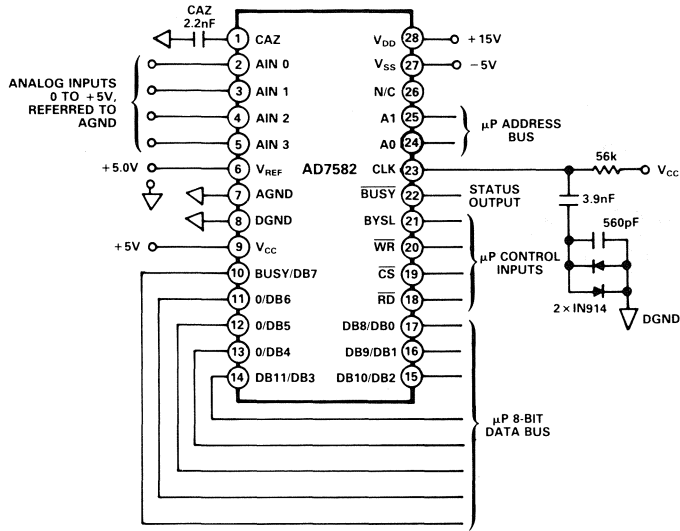 CAZ
2.2nF
1 CAZ
2 AIN 0
3 AIN 1
4 AIN 2
5 AIN 3
6 VREF
7 AGND
8 DGND
9 VCC
10 BUSY/DB7
11 0/DB6
12 0/DB5
13 0/DB4
14 DB11/DB3
ANALOG INPUTS
0 TO +5V,
REFERRED TO
AGND
+5.0V
+5V
AD7582
VDD 28 +15V
VSS 27 −5V
N/C 26
A1 25
A0 24
CLK 23
BUSY 22
BYSL 21
WR 20
CS 19
RD 18
DB8/DB0 17
DB9/DB1 16
DB10/DB2 15
μP ADDRESS
BUS
STATUS
OUTPUT
μP CONTROL
INPUTS
56k
VCC
3.9nF
560pF
2×IN914
DGND
μP 8-BIT
DATA BUS